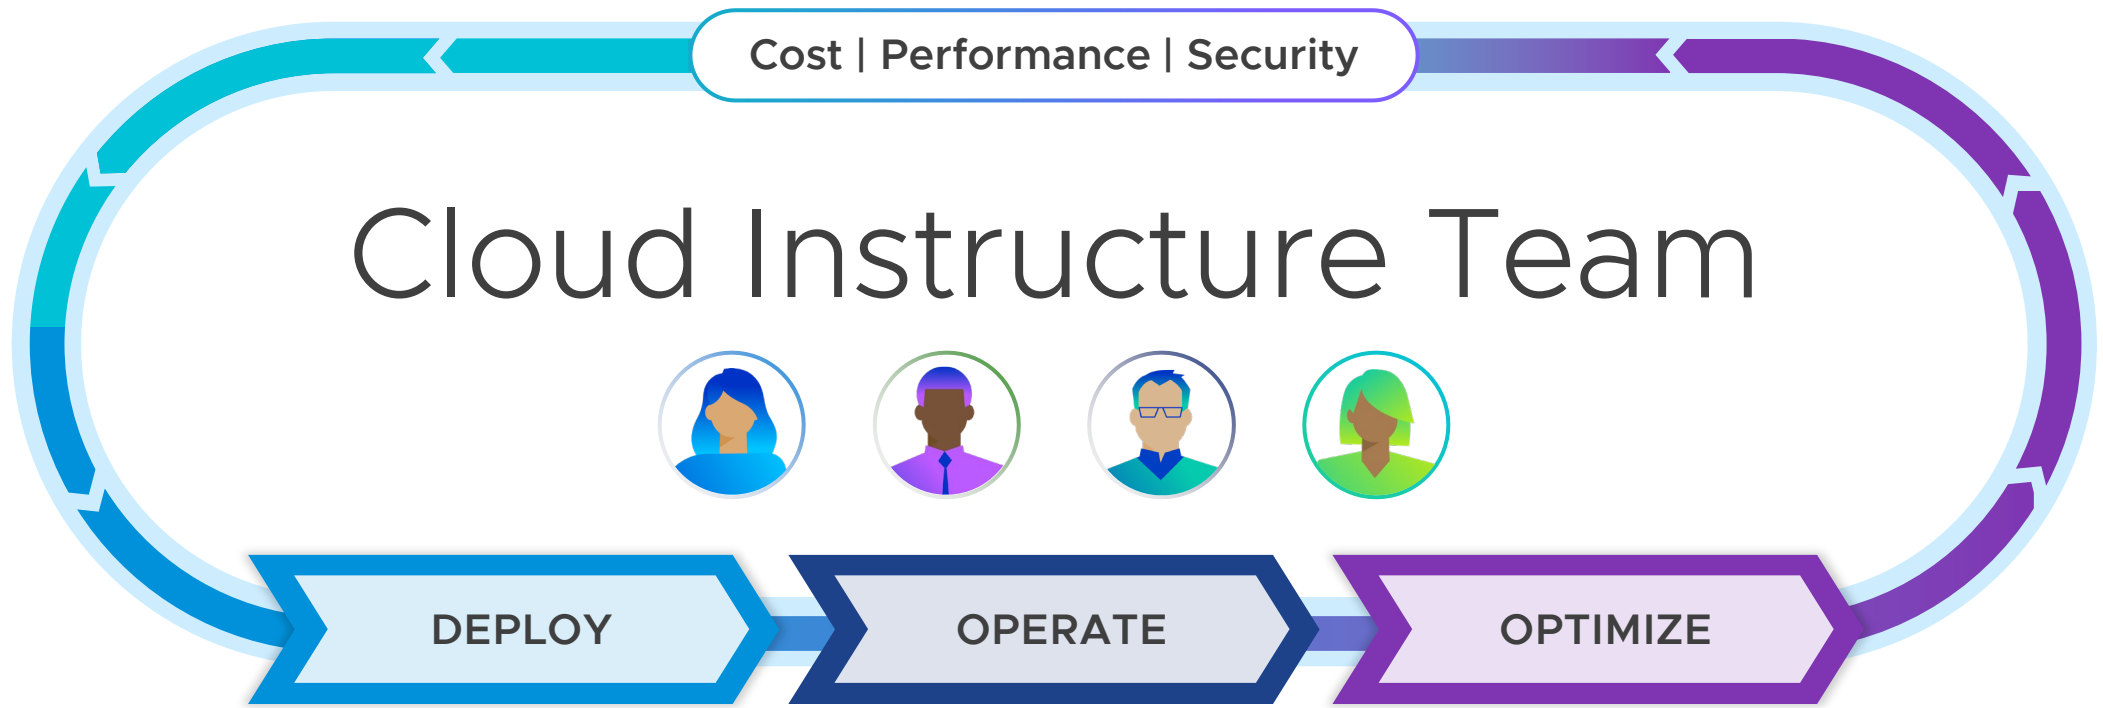 Cost | Performance | Security
Cloud Instructure Team
DEPLOY
OPERATE
OPTIMIZE